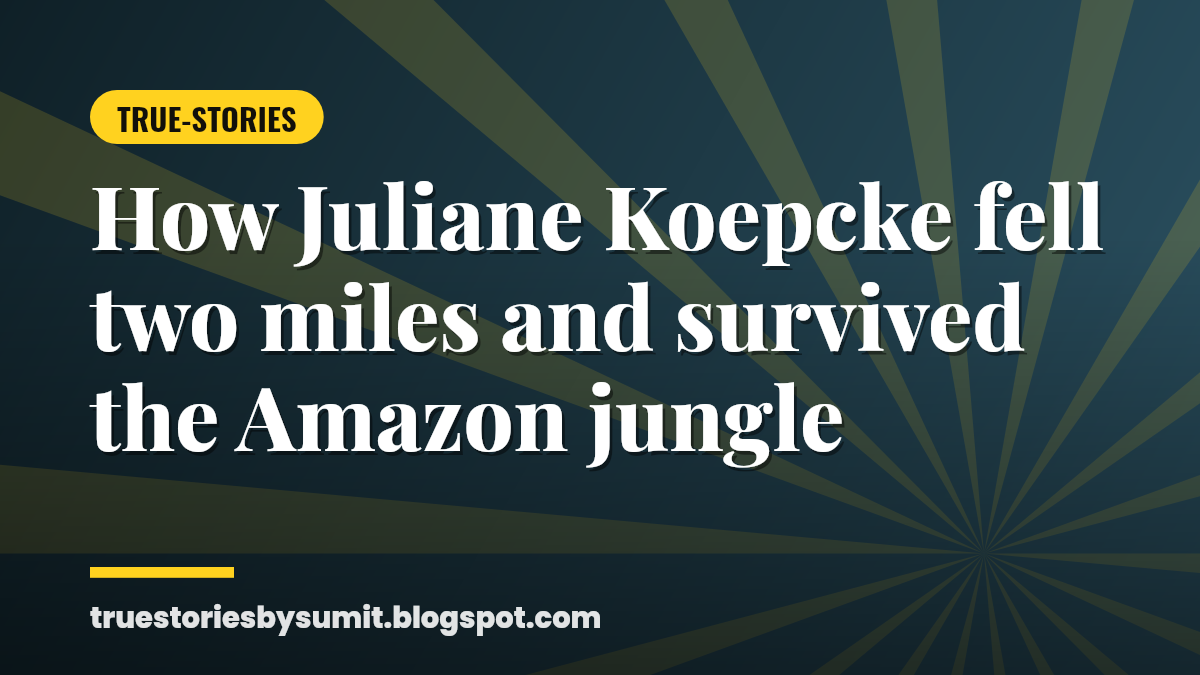 TRUE-STORIES
How Juliane Koepcke fell
two miles and survived
the Amazon jungle
truestoriesbysumit.blogspot.com